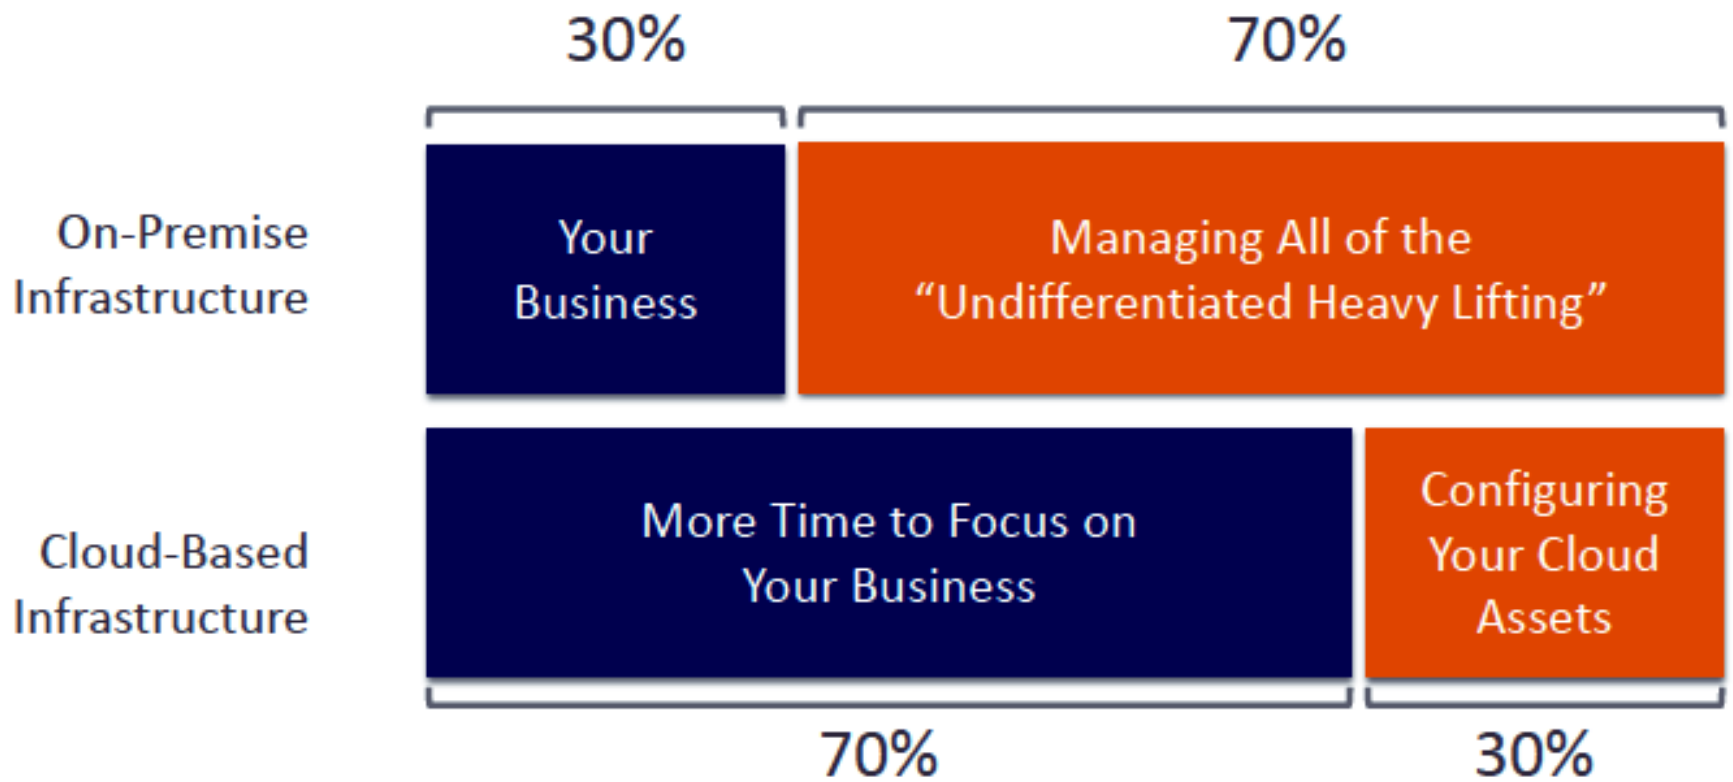 30%
70%
On-Premise
Infrastructure
Your
Business
Managing All of the
“Undifferentiated Heavy Lifting”
Cloud-Based
Infrastructure
More Time to Focus on
Your Business
Configuring
Your Cloud
Assets
70%
30%